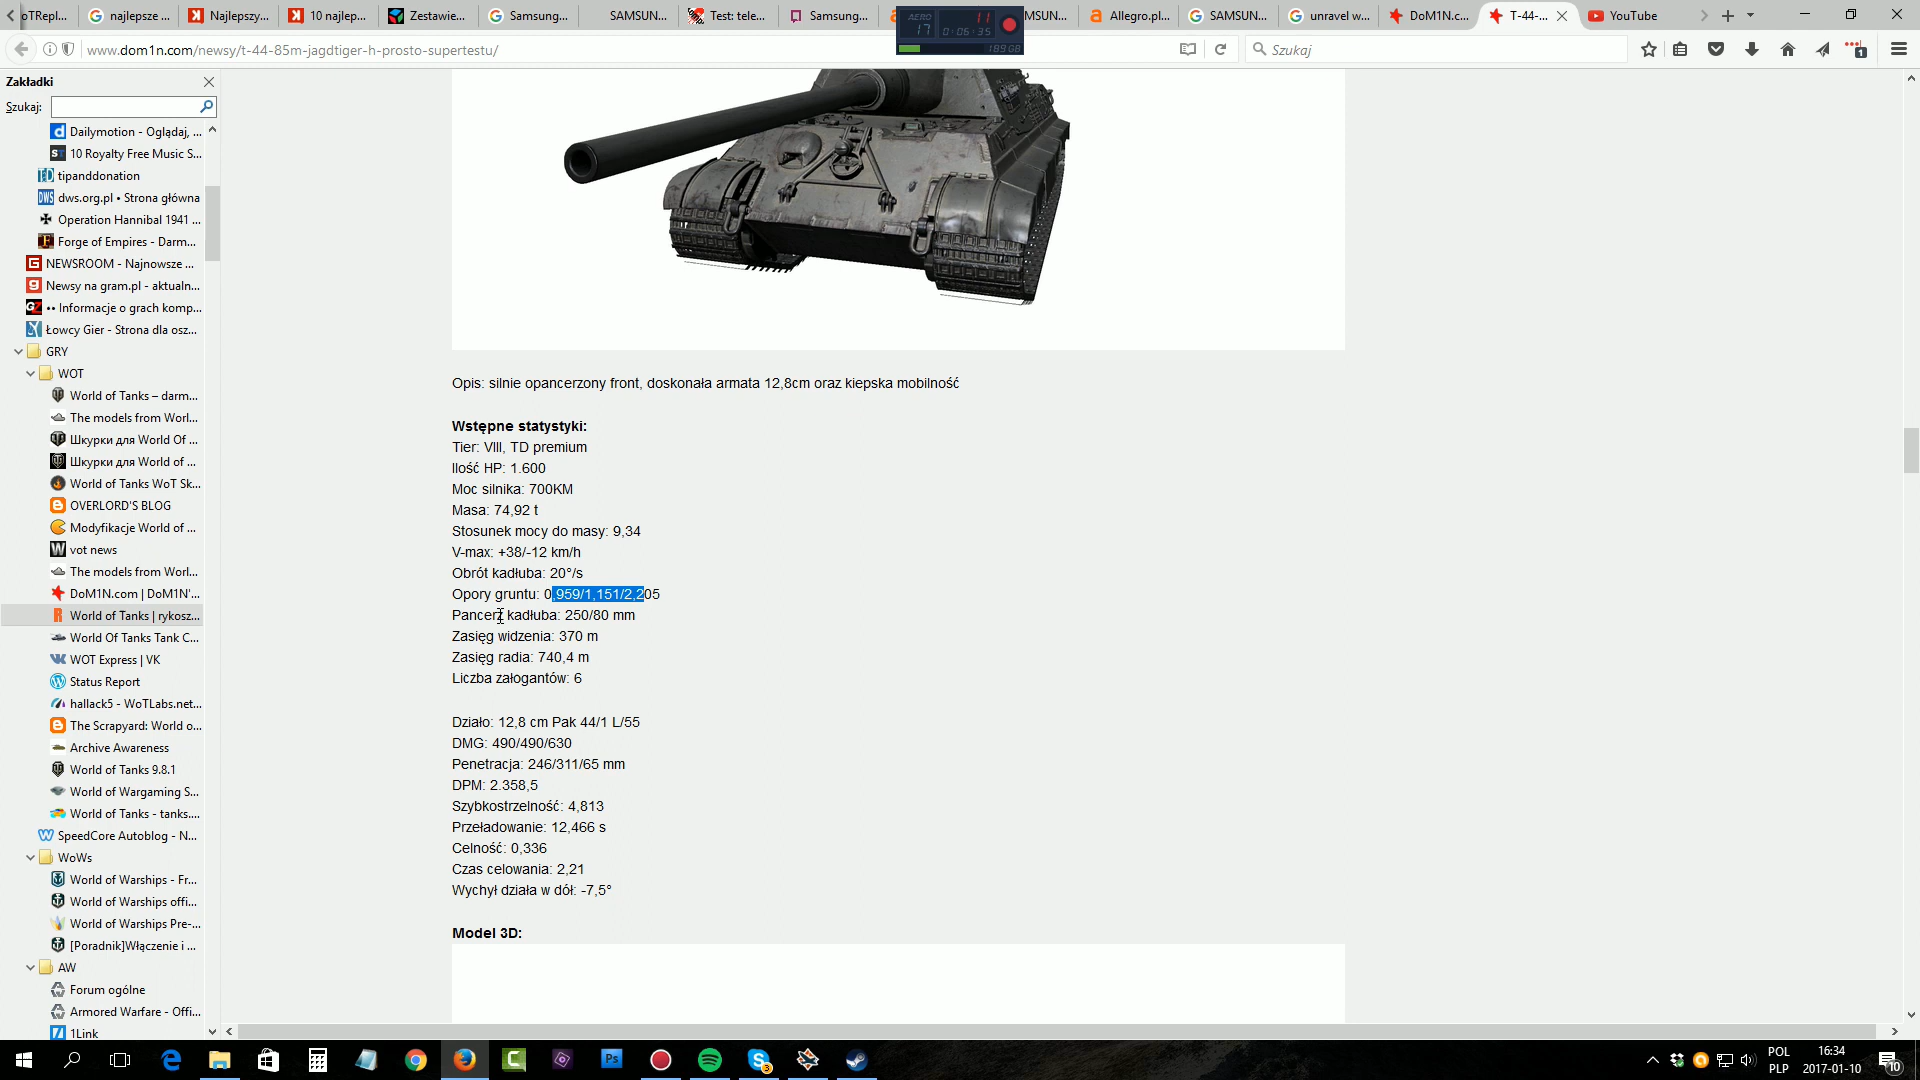 oTRepl...
najlepsze ...
Najlepszy...
10 najlep...
Zestawie...
Samsung...
SAMSUN...
Test: tele...
Samsung...
MSUN...
Allegro.pl...
SAMSUN...
unravel w...
DoM1N.c...
T-44-...
YouTube
AERO
17
11
0:06:35
189GB
www.dom1n.com/newsy/t-44-85m-jagdtiger-h-prosto-supertestu/
Szukaj
Zakładki
Szukaj:
Dailymotion - Oglądaj, ...
10 Royalty Free Music S...
tipanddonation
dws.org.pl • Strona główna
Operation Hannibal 1941 ...
Forge of Empires - Darm...
NEWSROOM - Najnowsze ...
Newsy na gram.pl - aktualn...
•• Informacje o grach komp...
Łowcy Gier - Strona dla osz...
GRY
WOT
World of Tanks – darm...
The models from Worl...
Шкурки для World Of ...
Шкурки для World of ...
World of Tanks WoT Sk...
OVERLORD'S BLOG
Modyfikacje World of ...
vot news
The models from Worl...
DoM1N.com | DoM1N'...
World of Tanks | rykosz...
World Of Tanks Tank C...
WOT Express | VK
Status Report
hallack5 - WoTLabs.net...
The Scrapyard: World o...
Archive Awareness
World of Tanks 9.8.1
World of Wargaming S...
World of Tanks - tanks....
SpeedCore Autoblog - N...
WoWs
World of Warships - Fr...
World of Warships offi...
World of Warships Pre-...
[Poradnik]Włączenie i ...
AW
Forum ogólne
Armored Warfare - Offi...
1Link
Opis: silnie opancerzony front, doskonała armata 12,8cm oraz kiepska mobilność
Wstępne statystyki:
Tier: VIII, TD premium
Ilość HP: 1.600
Moc silnika: 700KM
Masa: 74,92 t
Stosunek mocy do masy: 9,34
V-max: +38/-12 km/h
Obrót kadłuba: 20°/s
Opory gruntu: 0,959/1,151/2,205
Pancerz kadłuba: 250/80 mm
Zasięg widzenia: 370 m
Zasięg radia: 740,4 m
Liczba załogantów: 6
Działo: 12,8 cm Pak 44/1 L/55
DMG: 490/490/630
Penetracja: 246/311/65 mm
DPM: 2.358,5
Szybkostrzelność: 4,813
Przeładowanie: 12,466 s
Celność: 0,336
Czas celowania: 2,21
Wychył działa w dół: -7,5°
Model 3D:
POL
PLP
16:34
2017-01-10
10